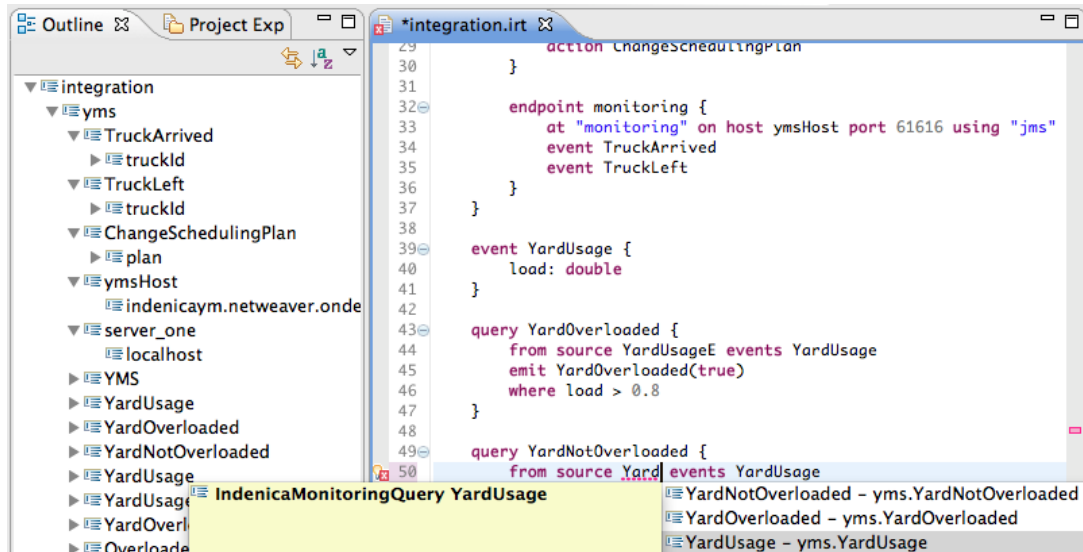 Outline
Project Exp
integration
yms
TruckArrived
truckId
TruckLeft
truckId
ChangeSchedulingPlan
plan
ymsHost
indenicaym.netweaver.onde
server_one
localhost
YMS
YardUsage
YardOverloaded
YardNotOverloaded
YardUsage
YardUsage
YardOverl
Overloade
*integration.irt
29 action ChangeSchedulingPlan
30 }
31
32 endpoint monitoring {
33 at "monitoring" on host ymsHost port 61616 using "jms"
34 event TruckArrived
35 event TruckLeft
36 }
37 }
38
39 event YardUsage {
40 load: double
41 }
42
43 query YardOverloaded {
44 from source YardUsageE events YardUsage
45 emit YardOverloaded(true)
46 where load > 0.8
47 }
48
49 query YardNotOverloaded {
50 from source Yard events YardUsage
IndenicaMonitoringQuery YardUsage
YardNotOverloaded – yms.YardNotOverloaded
YardOverloaded – yms.YardOverloaded
YardUsage – yms.YardUsage